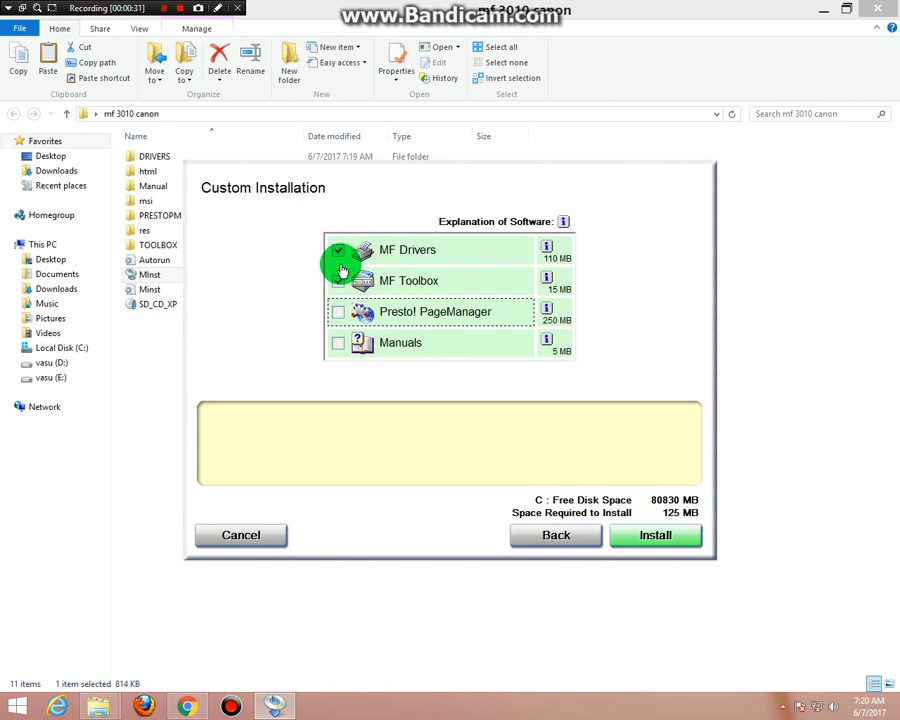 Recording [00:00:31]
www.Bandicam.com
mf 3010 canon
File
Home
Share
View
Manage
Copy
Paste
Cut
Copy path
Paste shortcut
Move to
Copy to
Delete
Rename
New folder
New item
Easy access
Properties
Open
Edit
History
Select all
Select none
Invert selection
Clipboard
Organize
New
Open
Select
mf 3010 canon
Search mf 3010 canon
Favorites
Desktop
Downloads
Recent places
Homegroup
This PC
Desktop
Documents
Downloads
Music
Pictures
Videos
Local Disk (C:)
vasu (D:)
vasu (E:)
Network
Name
Date modified
Type
Size
DRIVERS
6/7/2017 7:19 AM
File folder
html
Manual
msi
PRESTOPM
res
TOOLBOX
Autorun
MInst
Minst
SD_CD_XP
Custom Installation
Explanation of Software:
MF Drivers
110 MB
MF Toolbox
15 MB
Presto! PageManager
250 MB
Manuals
5 MB
C : Free Disk Space 80830 MB
Space Required to Install 125 MB
Cancel
Back
Install
11 items
1 item selected 814 KB
7:20 AM
6/7/2017